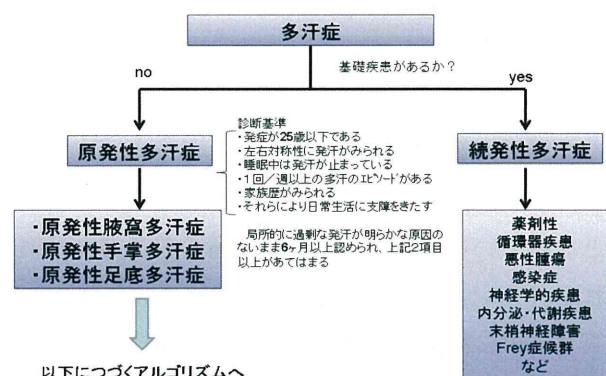 多汗症
基礎疾患があるか？
no
yes
原発性多汗症
診断基準
・発症が25歳以下である
・左右対称性に発汗がみられる
・睡眠中は発汗が止まっている
・1回／週以上の多汗のエピソードがある
・家族歴がみられる
・それらにより日常生活に支障をきたす
局所的に過剰な発汗が明らかな原因の
ないまま6ヶ月以上認められ、上記2項目
以上があてはまる
続発性多汗症
・原発性腋窩多汗症
・原発性手掌多汗症
・原発性足底多汗症
薬剤性
循環器疾患
悪性腫瘍
感染症
神経学的疾患
内分泌・代謝疾患
末梢神経障害
Frey症候群
など
以下につづくアルゴリズムへ